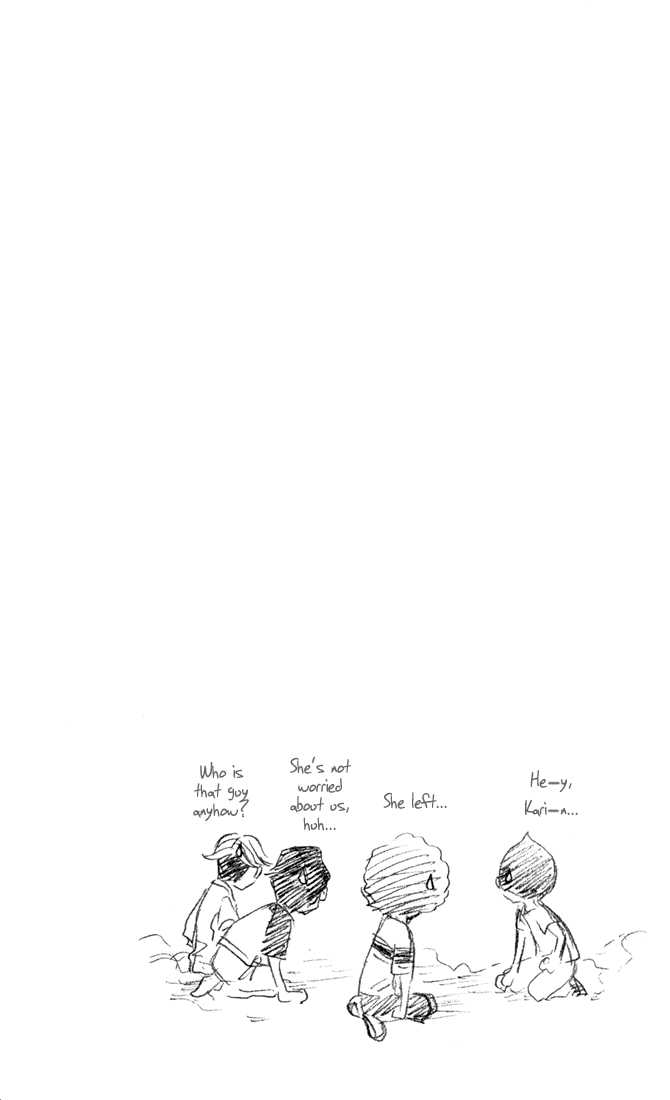 Who is
that guy
anyhow?
She's not
worried
about us,
huh...
She left...
He—y,
Kari—n...